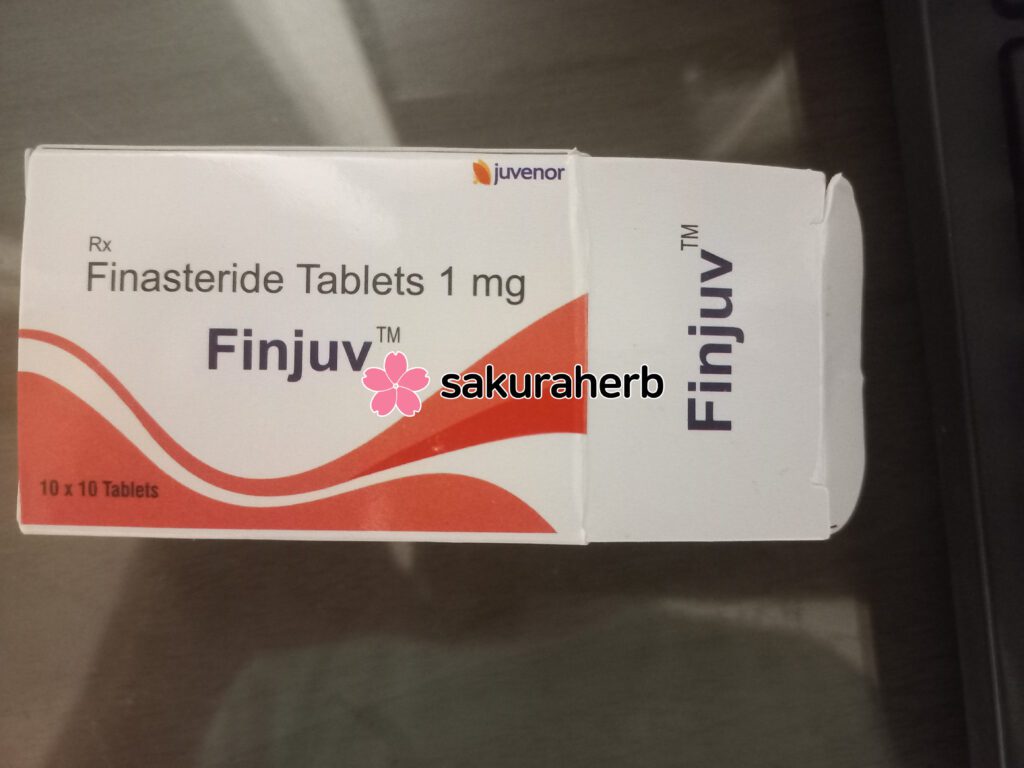 juvenor
Rx
Finasteride Tablets 1 mg
Finjuv™
sakuraherb
10 x 10 Tablets
Finjuv™